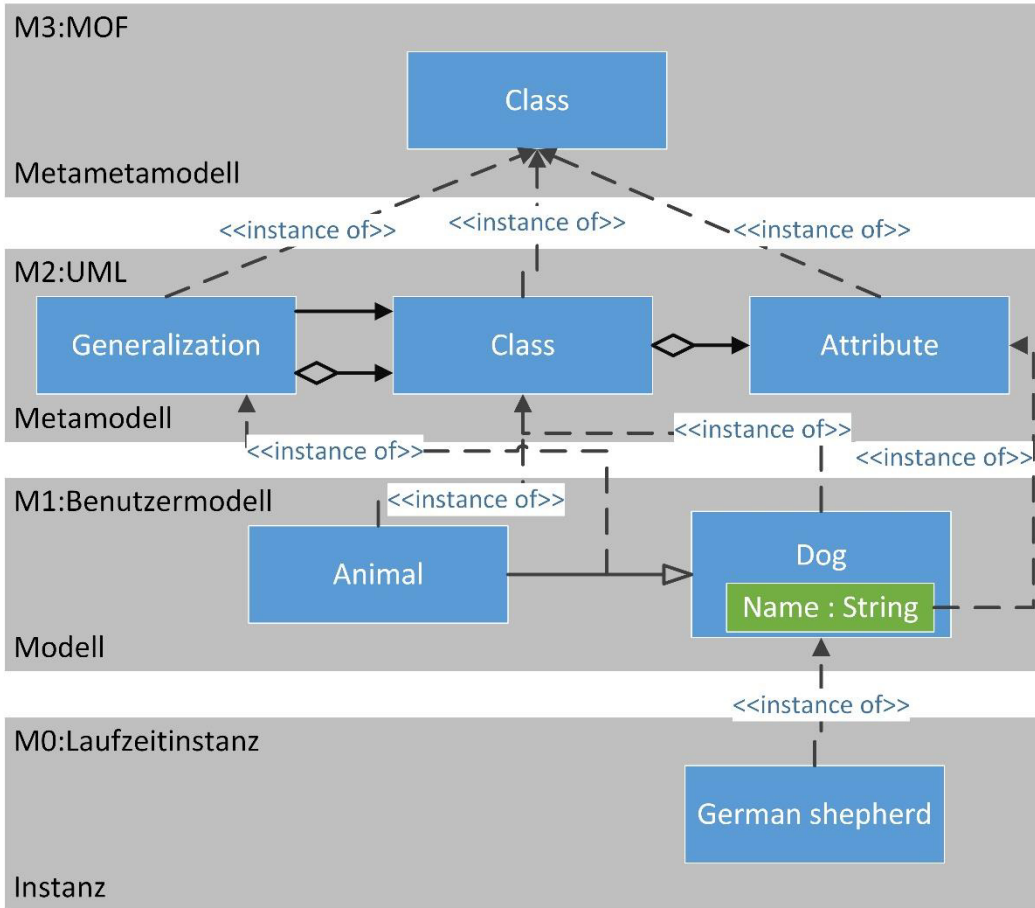 M3:MOF
Class
Metametamodell
<<instance of>>
<<instance of>>
<<instance of>>
M2:UML
Generalization
Class
Attribute
Metamodell
<<instance of>>
<<instance of>>
<<instance of>>
<<instance of>>
M1:Benutzermodell
Animal
Dog
Name : String
Modell
<<instance of>>
M0:Laufzeitinstanz
German shepherd
Instanz